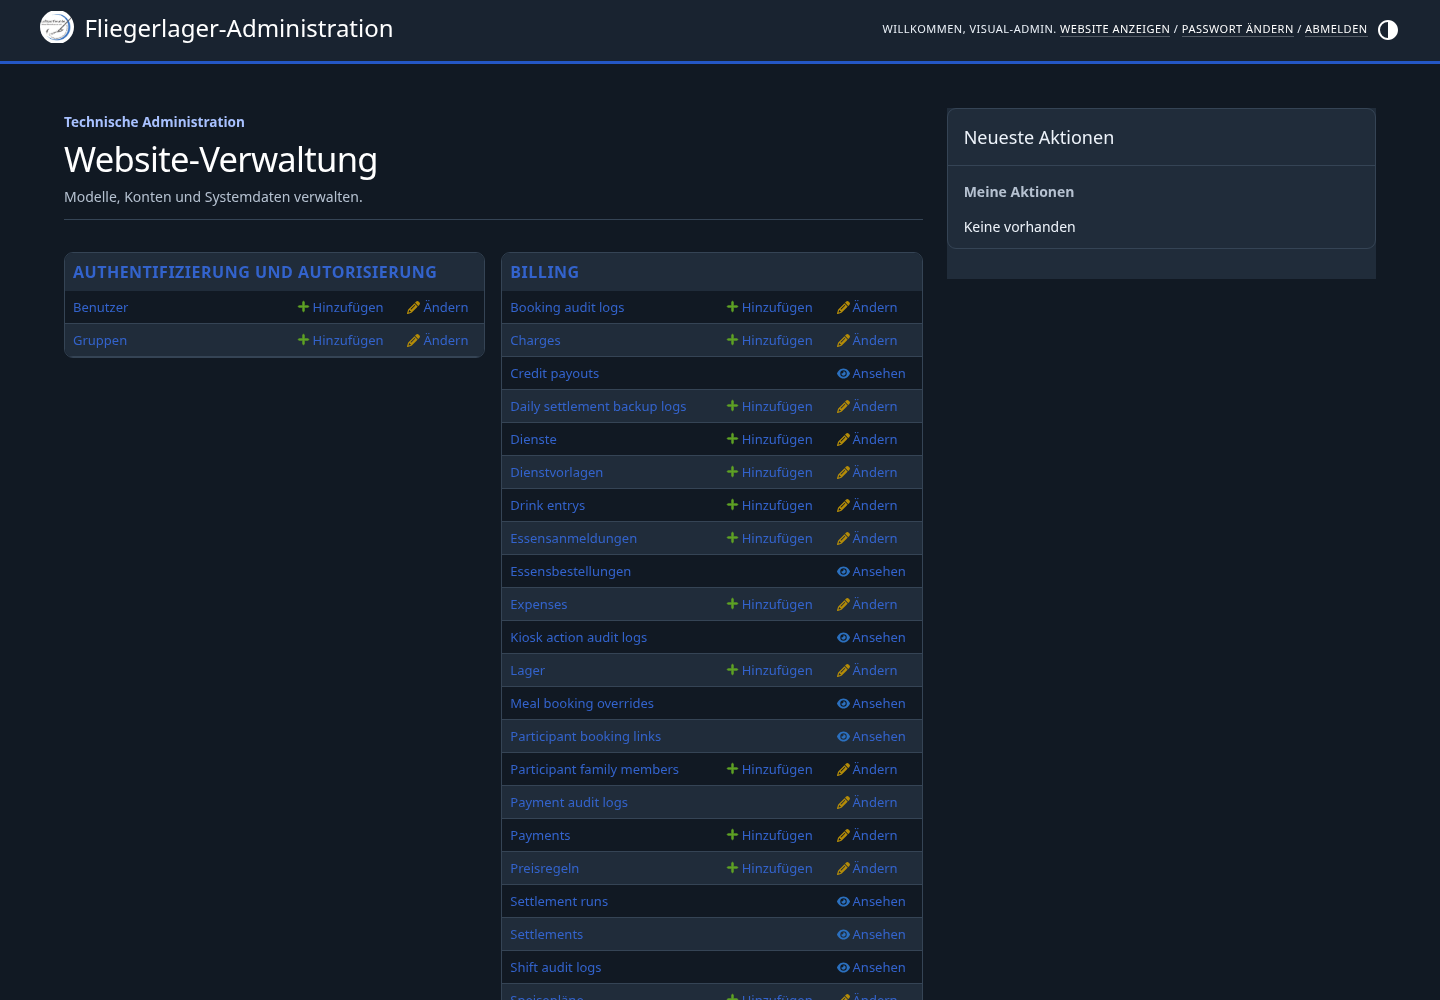 Fliegerlager-Administration
WILLKOMMEN, VISUAL-ADMIN. WEBSITE ANZEIGEN / PASSWORT ÄNDERN / ABMELDEN
Technische Administration
Website-Verwaltung
Modelle, Konten und Systemdaten verwalten.
AUTHENTIFIZIERUNG UND AUTORISIERUNG
Benutzer Hinzufügen Ändern
Gruppen Hinzufügen Ändern
BILLING
Booking audit logs Hinzufügen Ändern
Charges Hinzufügen Ändern
Credit payouts Ansehen
Daily settlement backup logs Hinzufügen Ändern
Dienste Hinzufügen Ändern
Dienstvorlagen Hinzufügen Ändern
Drink entrys Hinzufügen Ändern
Essensanmeldungen Hinzufügen Ändern
Essensbestellungen Ansehen
Expenses Hinzufügen Ändern
Kiosk action audit logs Ansehen
Lager Hinzufügen Ändern
Meal booking overrides Ansehen
Participant booking links Ansehen
Participant family members Hinzufügen Ändern
Payment audit logs Ändern
Payments Hinzufügen Ändern
Preisregeln Hinzufügen Ändern
Settlement runs Ansehen
Settlements Ansehen
Shift audit logs Ansehen
Speisepläne Hinzufügen Ändern
Neueste Aktionen
Meine Aktionen
Keine vorhanden